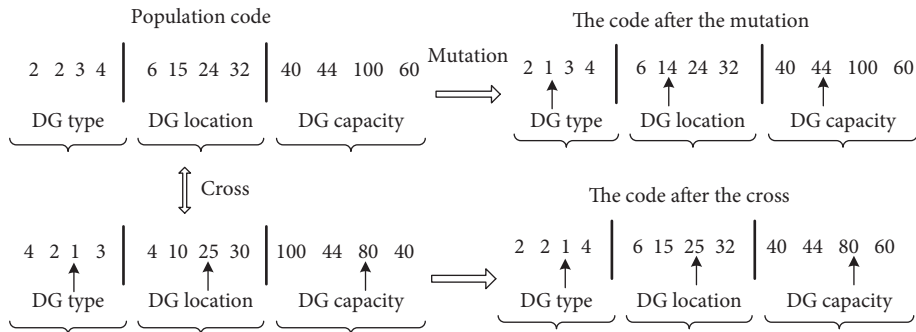 Population code
2 2 3 4 6 15 24 32 40 44 100 60
DG type DG location DG capacity
Mutation
The code after the mutation
2 1 3 4 6 14 24 32 40 44 100 60
DG type DG location DG capacity
Cross
4 2 1 3 4 10 25 30 100 44 80 40
DG type DG location DG capacity
The code after the cross
2 2 1 4 6 15 25 32 40 44 80 60
DG type DG location DG capacity